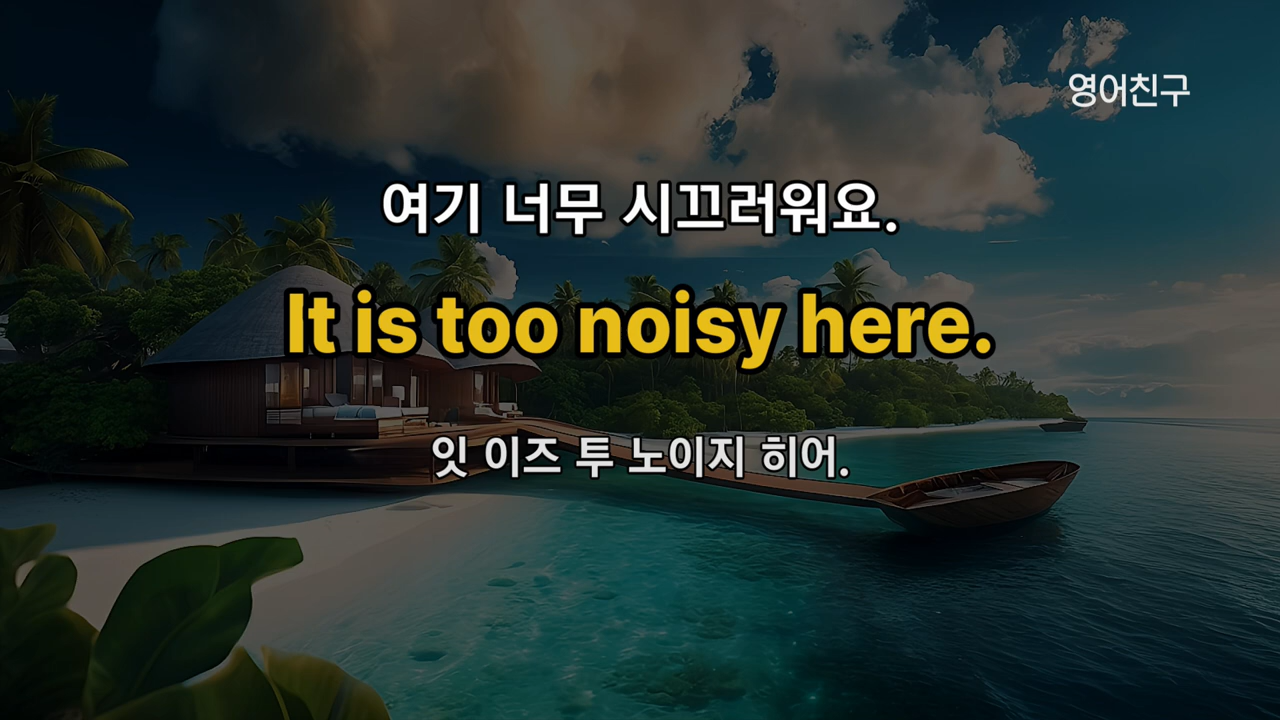 영어친구
여기 너무 시끄러워요.
It is too noisy here.
잇 이즈 투 노이지 히어.